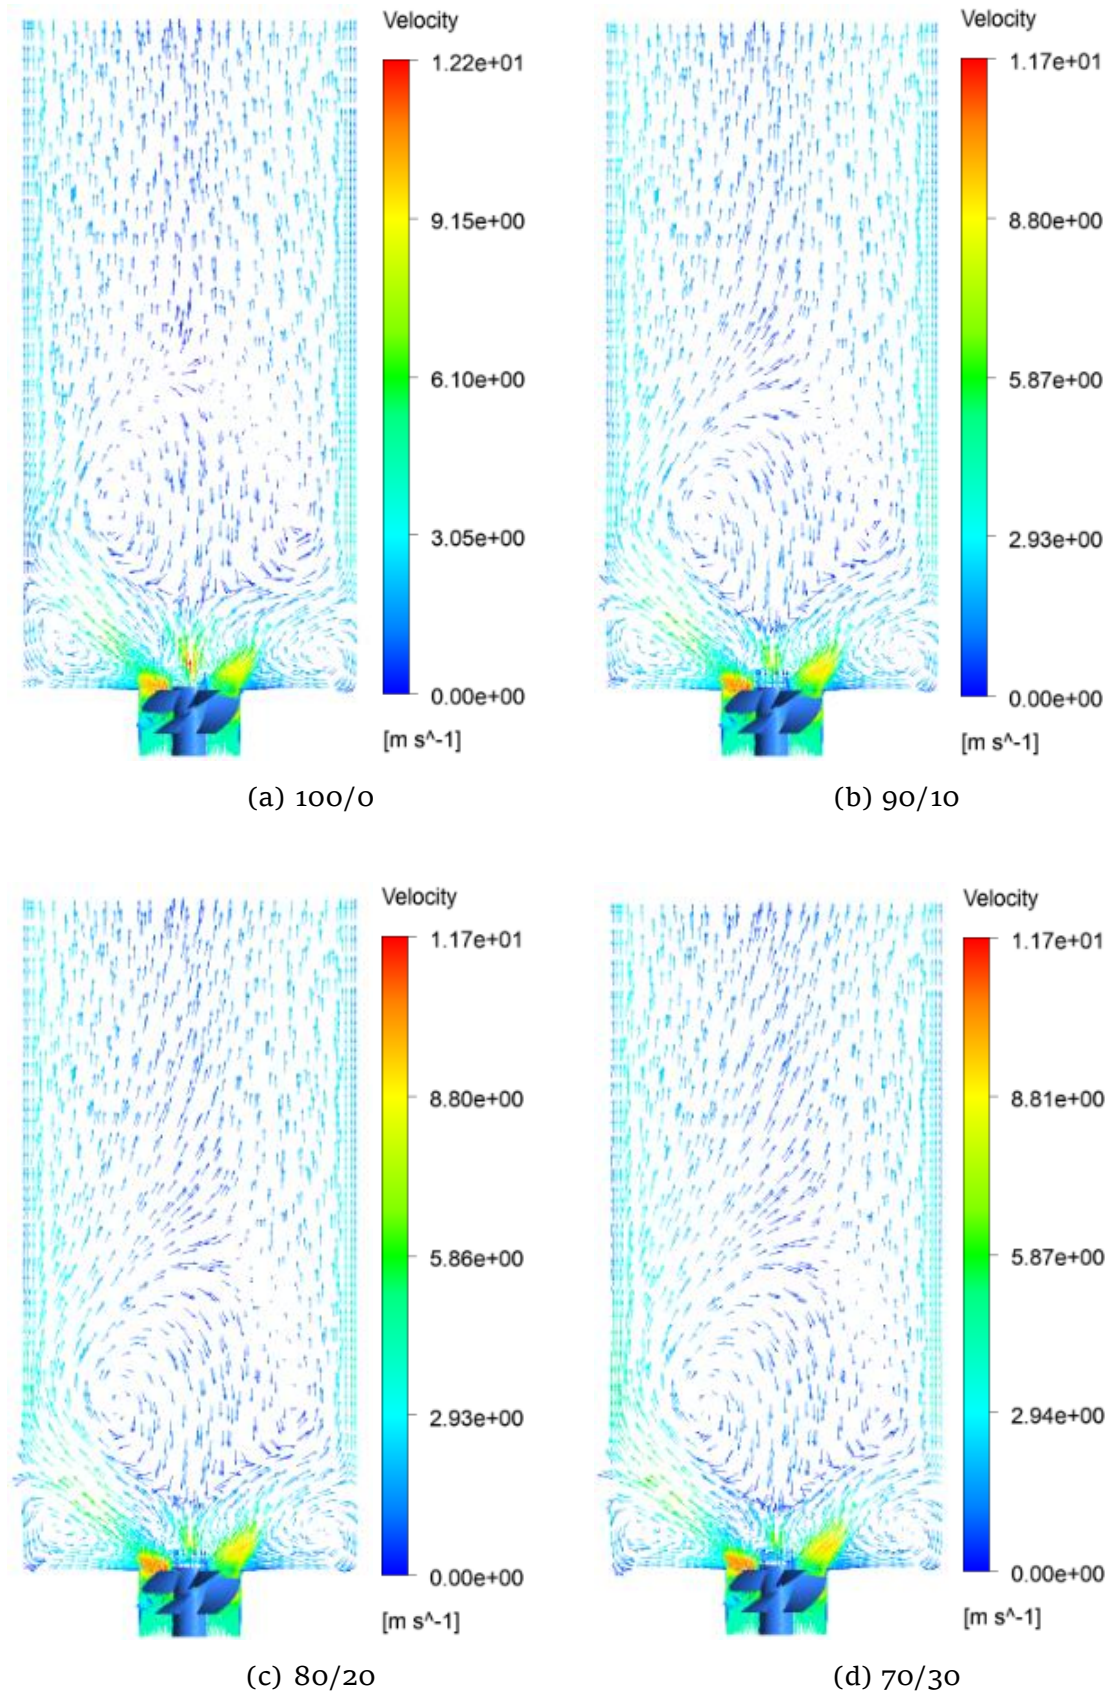 Velocity
1.22e+01
9.15e+00
6.10e+00
3.05e+00
0.00e+00
[m s^-1]
(a) 100/0
Velocity
1.17e+01
8.80e+00
5.87e+00
2.93e+00
0.00e+00
[m s^-1]
(b) 90/10
Velocity
1.17e+01
8.80e+00
5.86e+00
2.93e+00
0.00e+00
[m s^-1]
(c) 80/20
Velocity
1.17e+01
8.81e+00
5.87e+00
2.94e+00
0.00e+00
[m s^-1]
(d) 70/30